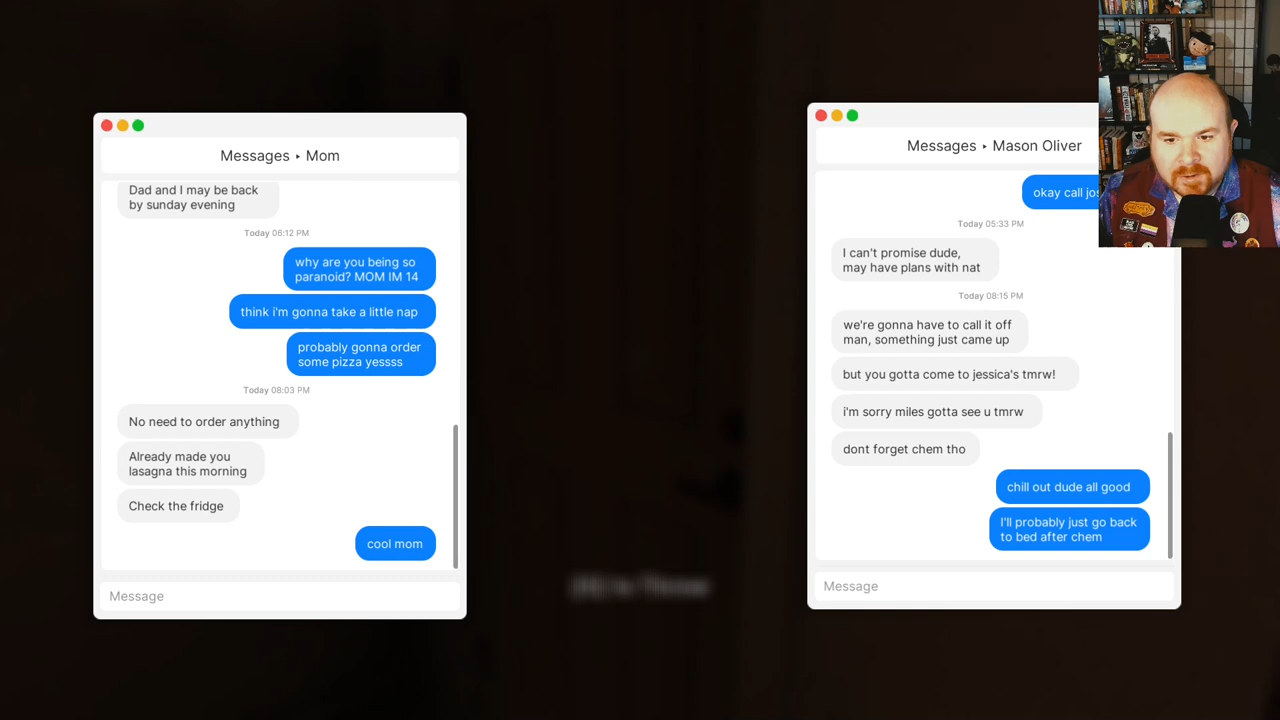 Messages ‣ Mom
Dad and I may be back
by sunday evening
Today 06:12 PM
why are you being so
paranoid? MOM IM 14
think i'm gonna take a little nap
probably gonna order
some pizza yessss
Today 08:03 PM
No need to order anything
Already made you
lasagna this morning
Check the fridge
cool mom
Message
Messages ‣ Mason Oliver
okay call jos
Today 05:33 PM
I can't promise dude,
may have plans with nat
Today 08:15 PM
we're gonna have to call it off
man, something just came up
but you gotta come to jessica's tmrw!
i'm sorry miles gotta see u tmrw
dont forget chem tho
chill out dude all good
I'll probably just go back
to bed after chem
Message